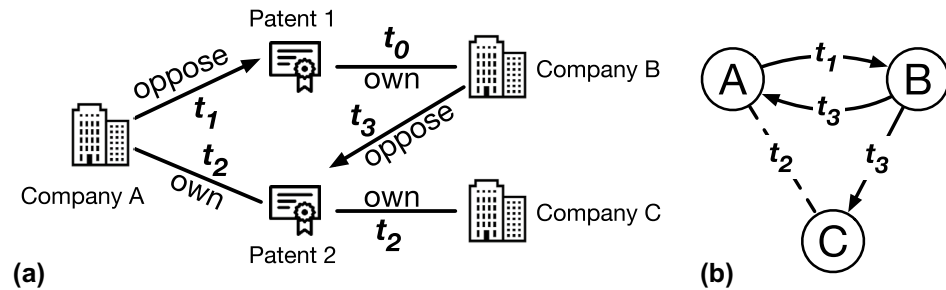 Patent 1
oppose
t1
t0
own
Company B
t3
oppose
Company A
t2
own
own
t2
Company C
Patent 2
(a)
A
t1
B
t3
t2
t3
C
(b)